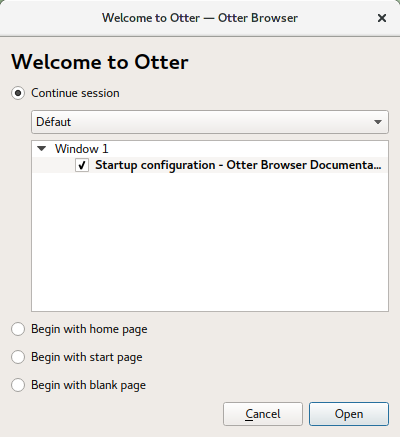 Welcome to Otter — Otter Browser
Welcome to Otter
Continue session
Défaut
Window 1
Startup configuration - Otter Browser Documenta...
Begin with home page
Begin with start page
Begin with blank page
Cancel
Open